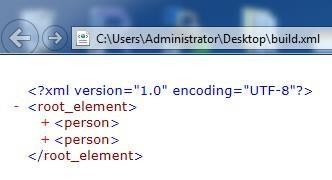 C:\Users\Administrator\Desktop\build.xml
<?xml version="1.0" encoding="UTF-8"?>
- <root_element>
+ <person>
+ <person>
</root_element>